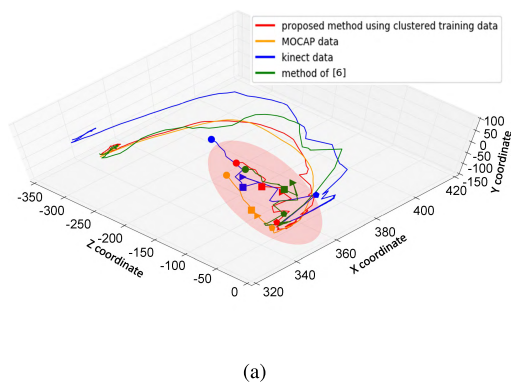 proposed method using clustered training data
MOCAP data
kinect data
method of [6]
100
50
0
-50
-100
-150
Y coordinate
420
400
380
360
340
320
X coordinate
-350
-300
-250
-200
-150
-100
-50
0
Z coordinate
(a)